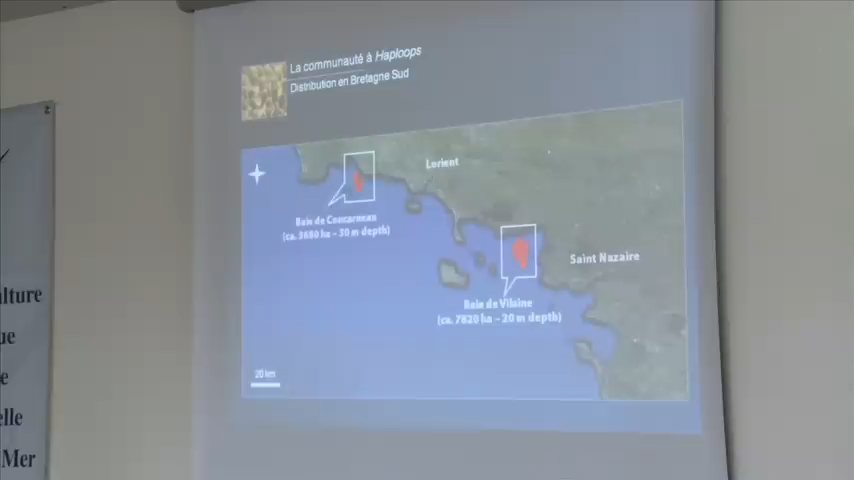 La communauté à Haploops
Distribution en Bretagne Sud
Lorient
Baie de Concarneau
(ca. 3680 ha – 30 m depth)
Saint Nazaire
Baie de Vilaine
(ca. 7820 ha – 20 m depth)
20 km
ulture
ue
e
elle
Mer